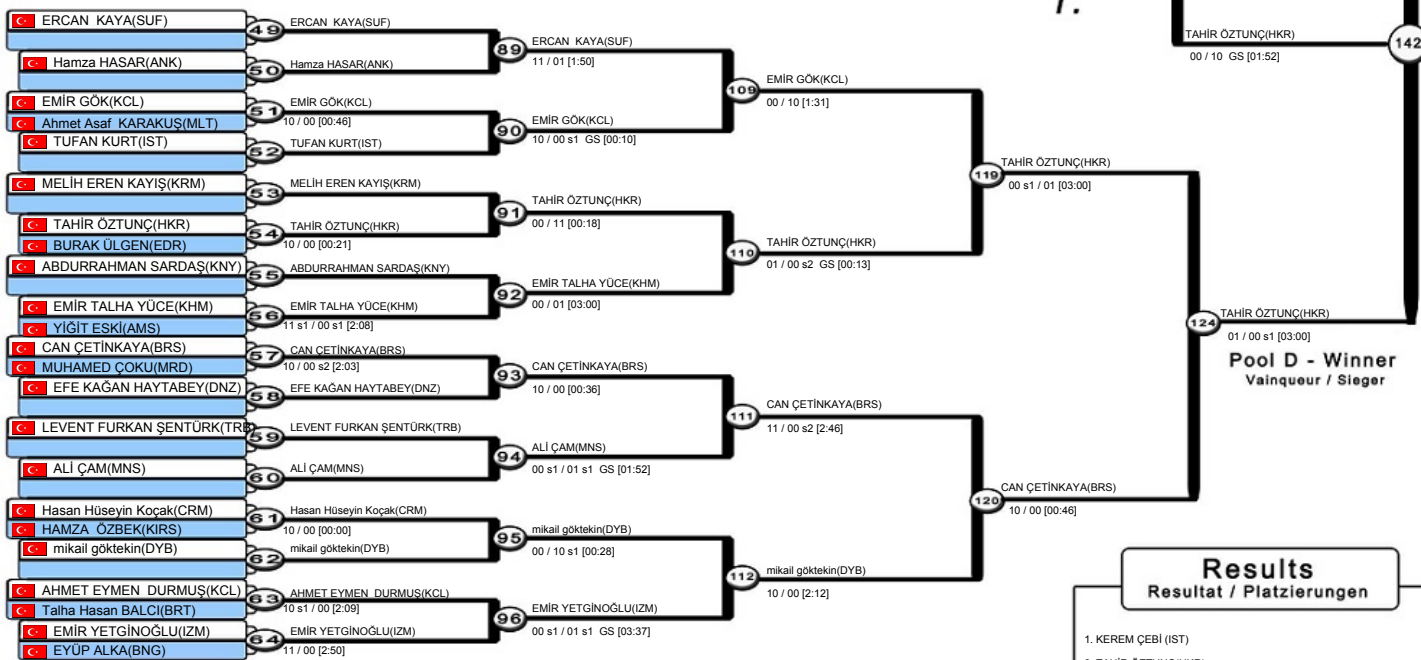 ERCAN KAYA(SUF)
49
Hamza HASAR(ANK)
50
EMİR GÖK(KCL)
51
Ahmet Asaf KARAKUŞ(MLT)
TUFAN KURT(IST)
52
MELİH EREN KAYIŞ(KRM)
53
TAHİR ÖZTUNÇ(HKR)
54
BURAK ÜLGEN(EDR)
ABDURRAHMAN SARDAŞ(KNY)
55
EMİR TALHA YÜCE(KHM)
56
YİĞİT ESKİ(AMS)
CAN ÇETİNKAYA(BRS)
57
MUHAMED ÇOKU(MRD)
EFE KAĞAN HAYTABEY(DNZ)
58
LEVENT FURKAN ŞENTÜRK(TRB
59
ALİ ÇAM(MNS)
60
Hasan Hüseyin Koçak(CRM)
61
HAMZA ÖZBEK(KIRS)
mikail göktekin(DYB)
62
AHMET EYMEN DURMUŞ(KCL)
63
Talha Hasan BALCI(BRT)
EMİR YETGİNOĞLU(IZM)
64
EYÜP ALKA(BNG)
ERCAN KAYA(SUF)
Hamza HASAR(ANK)
89
EMİR GÖK(KCL)
10 / 00 [00:46]
TUFAN KURT(IST)
90
MELİH EREN KAYIŞ(KRM)
TAHİR ÖZTUNÇ(HKR)
10 / 00 [00:21]
91
ABDURRAHMAN SARDAŞ(KNY)
EMİR TALHA YÜCE(KHM)
11 s1 / 00 s1 [2:08]
92
CAN ÇETİNKAYA(BRS)
10 / 00 s2 [2:03]
EFE KAĞAN HAYTABEY(DNZ)
93
LEVENT FURKAN ŞENTÜRK(TRB)
ALİ ÇAM(MNS)
94
Hasan Hüseyin Koçak(CRM)
10 / 00 [00:00]
mikail göktekin(DYB)
95
AHMET EYMEN DURMUŞ(KCL)
10 s1 / 00 [2:09]
EMİR YETGİNOĞLU(IZM)
11 / 00 [2:50]
96
ERCAN KAYA(SUF)
11 / 01 [1:50]
EMİR GÖK(KCL)
10 / 00 s1 GS [00:10]
109
TAHİR ÖZTUNÇ(HKR)
00 / 11 [00:18]
EMİR TALHA YÜCE(KHM)
00 / 01 [03:00]
110
CAN ÇETİNKAYA(BRS)
10 / 00 [00:36]
ALİ ÇAM(MNS)
00 s1 / 01 s1 GS [01:52]
111
mikail göktekin(DYB)
00 / 10 s1 [00:28]
EMİR YETGİNOĞLU(IZM)
00 s1 / 01 s1 GS [03:37]
112
EMİR GÖK(KCL)
00 / 10 [1:31]
TAHİR ÖZTUNÇ(HKR)
01 / 00 s2 GS [00:13]
119
CAN ÇETİNKAYA(BRS)
11 / 00 s2 [2:46]
mikail göktekin(DYB)
10 / 00 [2:12]
120
TAHİR ÖZTUNÇ(HKR)
00 s1 / 01 [03:00]
CAN ÇETİNKAYA(BRS)
10 / 00 [00:46]
124
TAHİR ÖZTUNÇ(HKR)
01 / 00 s1 [03:00]
Pool D - Winner
Vainqueur / Sieger
TAHİR ÖZTUNÇ(HKR)
00 / 10 GS [01:52]
142
Results
Resultat / Platzierungen
1. KEREM ÇEBİ (IST)